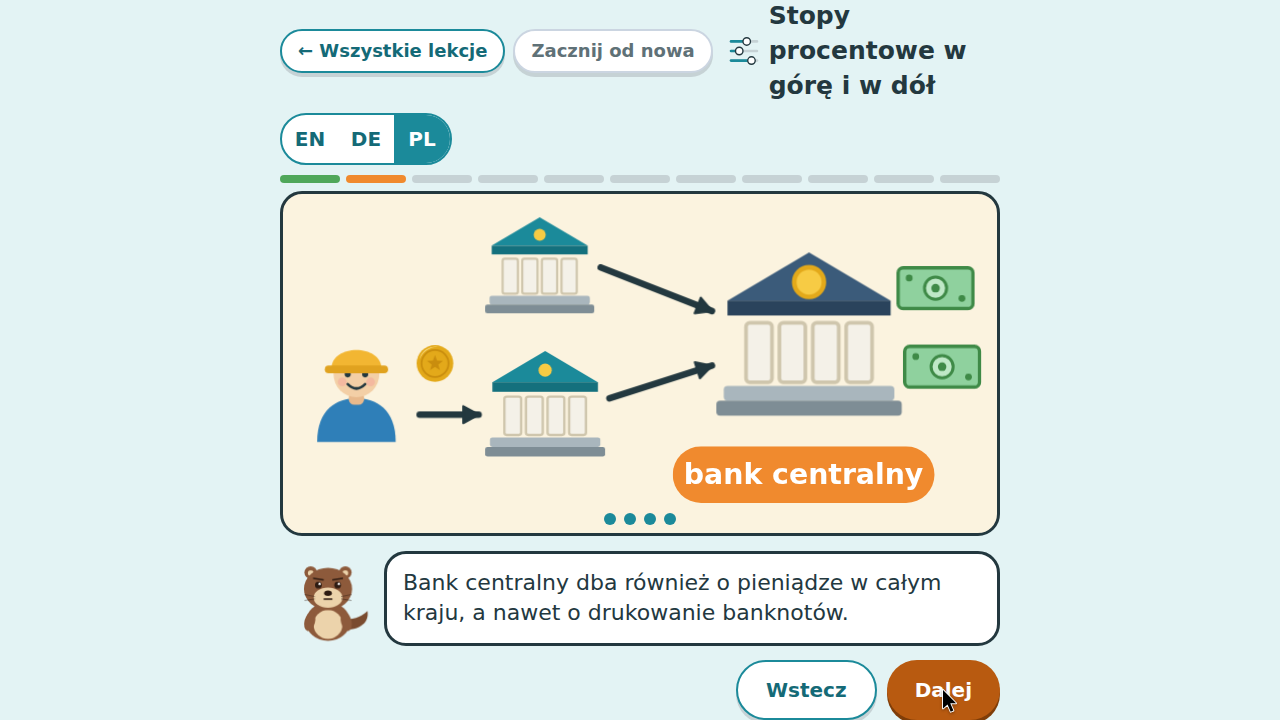 ← Wszystkie lekcje
Zacznij od nowa
Stopy
procentowe w
górę i w dół
EN DE PL
bank centralny
Bank centralny dba również o pieniądze w całym
kraju, a nawet o drukowanie banknotów.
Wstecz
Dalej